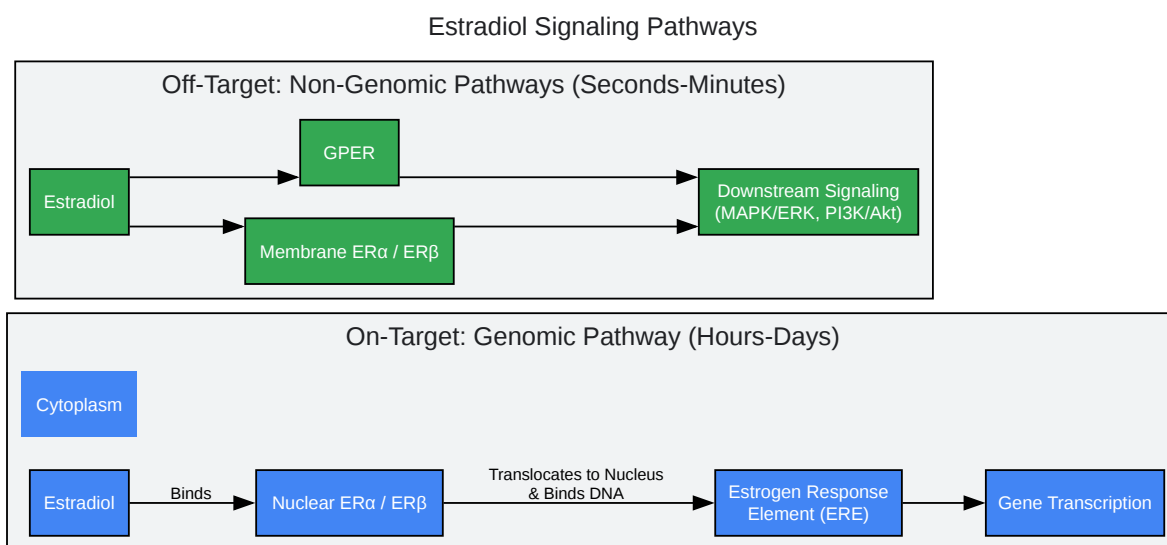 Estradiol Signaling Pathways
Off-Target: Non-Genomic Pathways (Seconds-Minutes)
GPER
Estradiol
Downstream Signaling
(MAPK/ERK, PI3K/Akt)
Membrane ERα / ERβ
On-Target: Genomic Pathway (Hours-Days)
Cytoplasm
Estradiol
Binds
Nuclear ERα / ERβ
Translocates to Nucleus
& Binds DNA
Estrogen Response
Element (ERE)
Gene Transcription